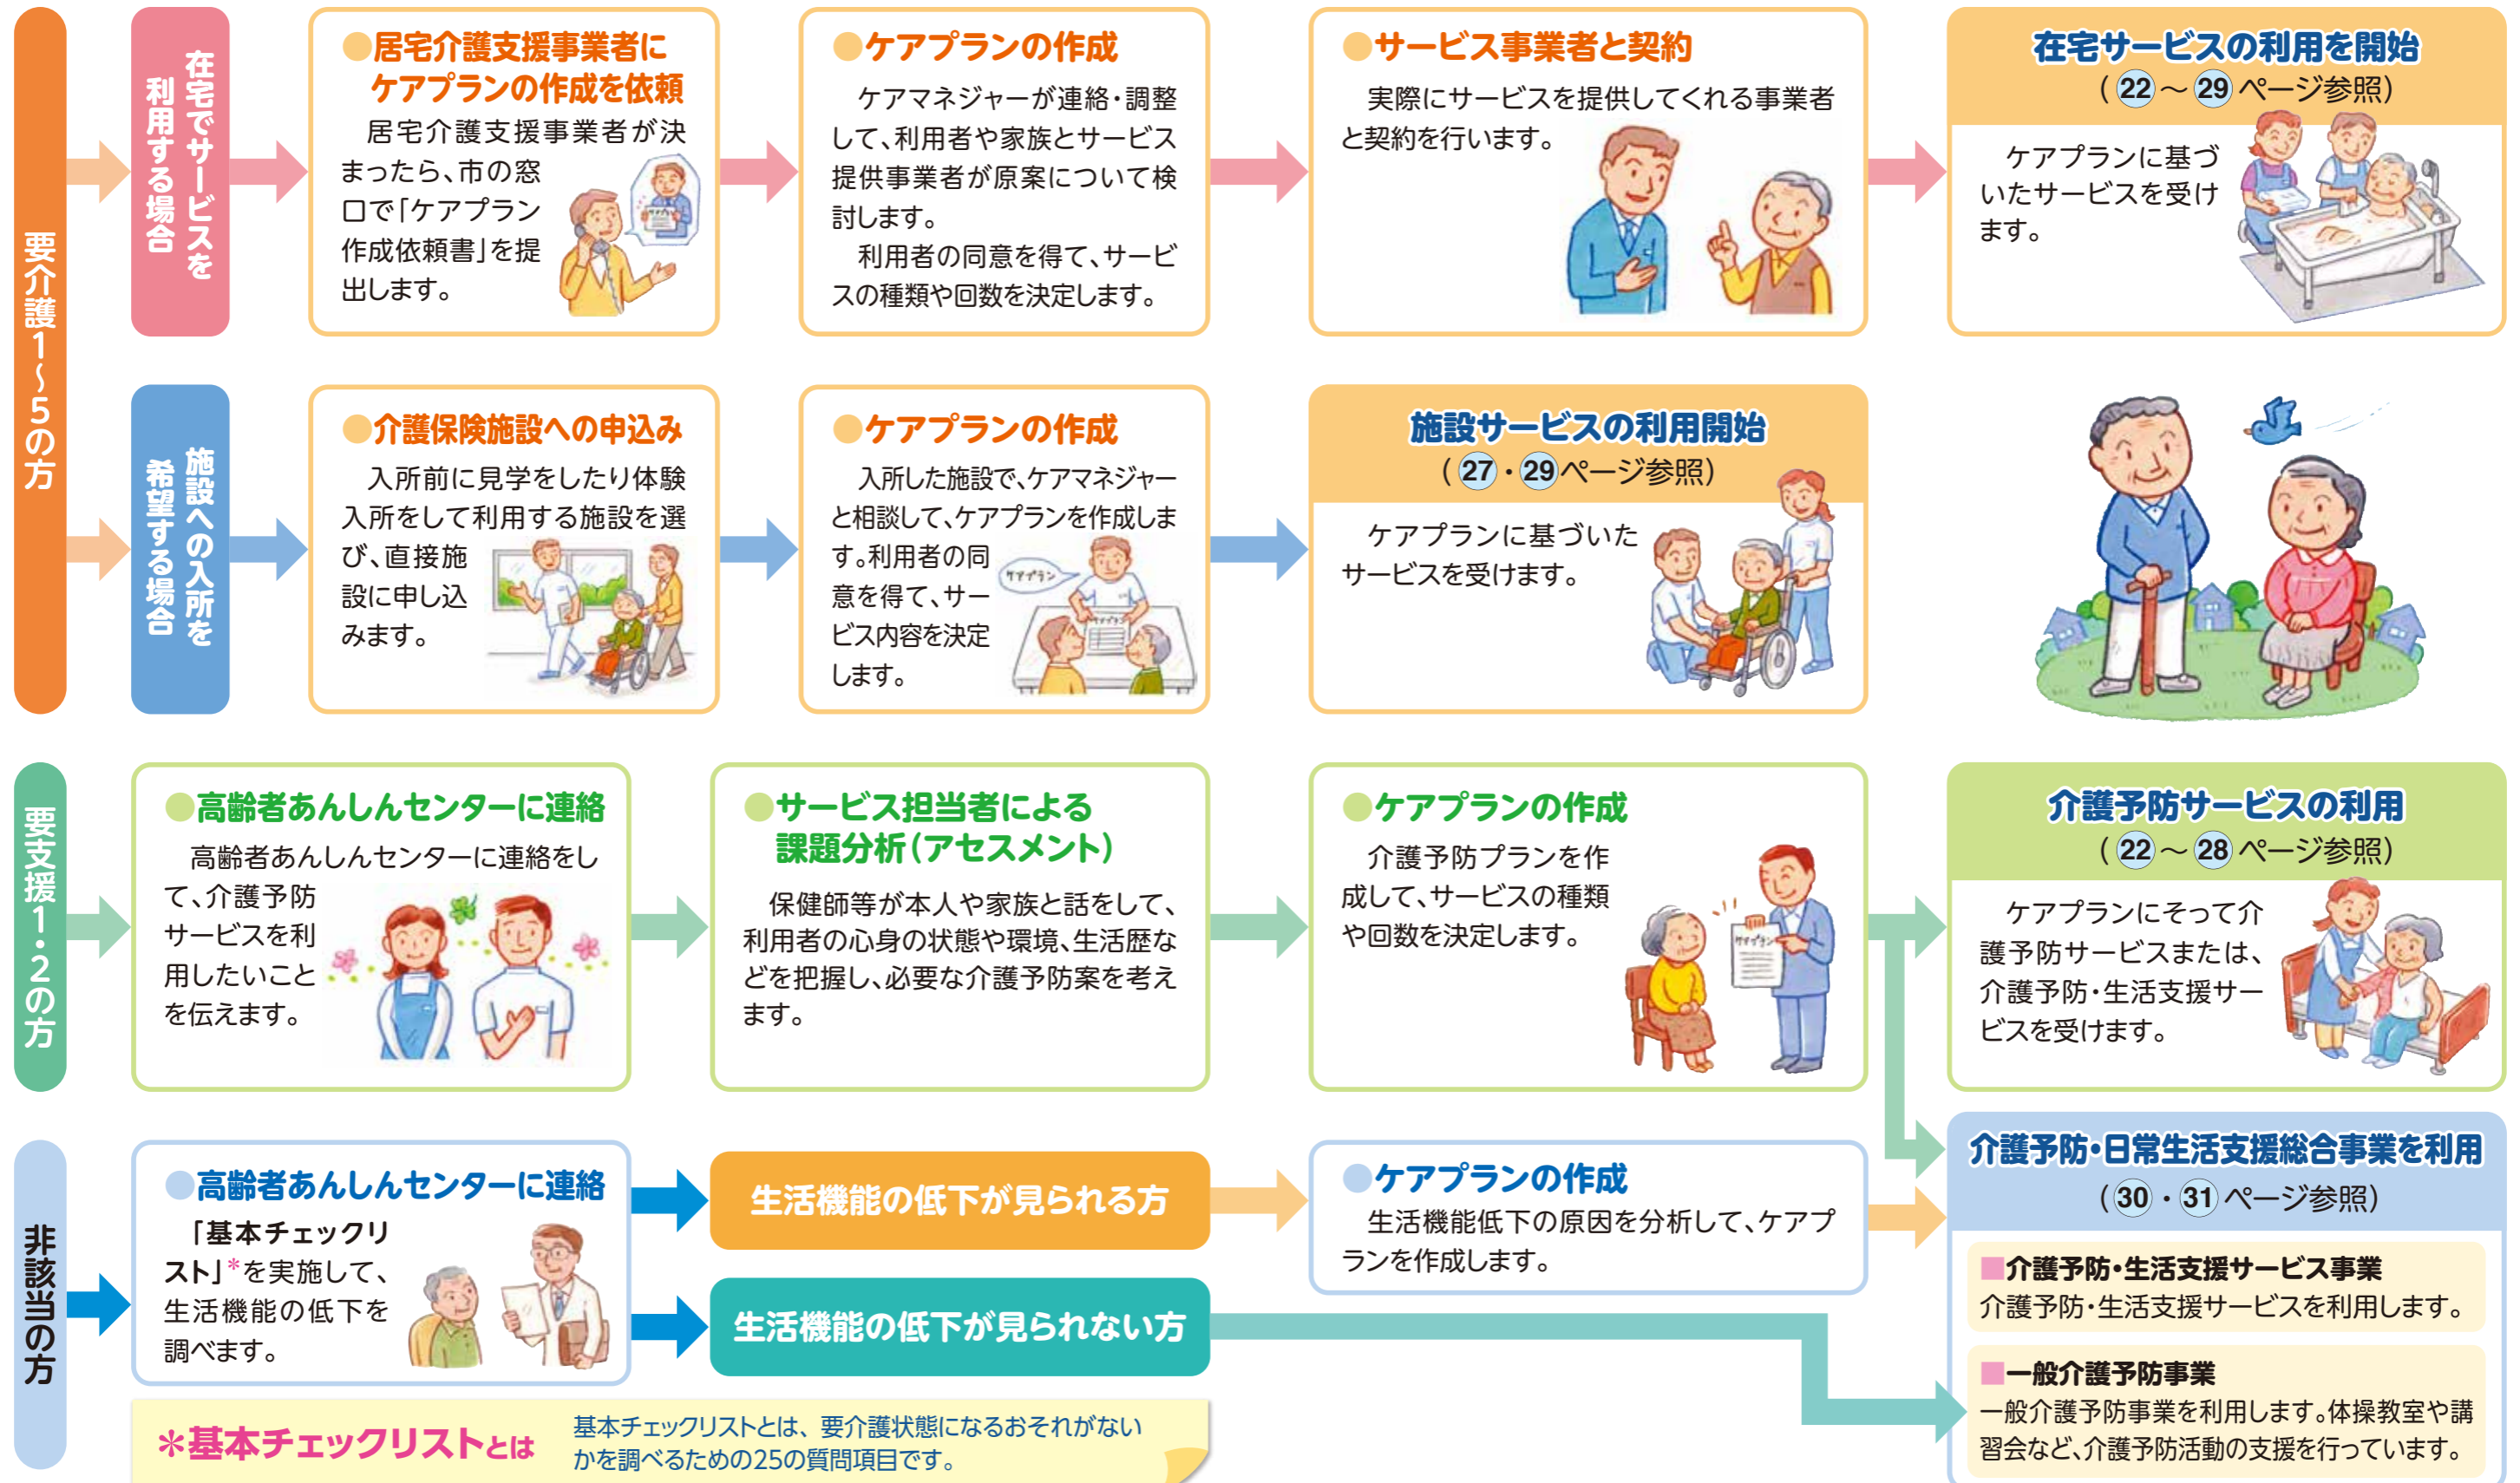 要介護1～5の方
在宅でサービスを
利用する場合
●居宅介護支援事業者に
ケアプランの作成を依頼
居宅介護支援事業者が決
まったら、市の窓
口で「ケアプラン
作成依頼書」を提
出します。
●ケアプランの作成
ケアマネジャーが連絡・調整
して、利用者や家族とサービス
提供事業者が原案について検
討します。
利用者の同意を得て、サービ
スの種類や回数を決定します。
●サービス事業者と契約
実際にサービスを提供してくれる事業者
と契約を行います。
在宅サービスの利用を開始
(22～29ページ参照)
ケアプランに基づ
いたサービスを受け
ます。
施設への入所を
希望する場合
●介護保険施設への申込み
入所前に見学をしたり体験
入所をして利用する施設を選
び、直接施
設に申し込
みます。
●ケアプランの作成
入所した施設で、ケアマネジャー
と相談して、ケアプランを作成しま
す。利用者の同
意を得て、サー
ビス内容を決定
します。
ケアプラン
施設サービスの利用開始
(27・29ページ参照)
ケアプランに基づいた
サービスを受けます。
要支援1・2の方
●高齢者あんしんセンターに連絡
高齢者あんしんセンターに連絡をし
て、介護予防
サービスを利
用したいこと
を伝えます。
●サービス担当者による
課題分析(アセスメント)
保健師等が本人や家族と話をして、
利用者の心身の状態や環境、生活歴な
どを把握し、必要な介護予防案を考え
ます。
●ケアプランの作成
介護予防プランを作
成して、サービスの種類
や回数を決定します。
ケアプラン
介護予防サービスの利用
(22～28ページ参照)
ケアプランにそって介
護予防サービスまたは、
介護予防・生活支援サー
ビスを受けます。
非該当の方
●高齢者あんしんセンターに連絡
「基本チェックリ
スト」*を実施して、
生活機能の低下を
調べます。
生活機能の低下が見られる方
生活機能の低下が見られない方
●ケアプランの作成
生活機能低下の原因を分析して、ケアプ
ランを作成します。
介護予防・日常生活支援総合事業を利用
(30・31ページ参照)
■介護予防・生活支援サービス事業
介護予防・生活支援サービスを利用します。
■一般介護予防事業
一般介護予防事業を利用します。体操教室や講
習会など、介護予防活動の支援を行っています。
*基本チェックリストとは
基本チェックリストとは、要介護状態になるおそれがない
かを調べるための25の質問項目です。